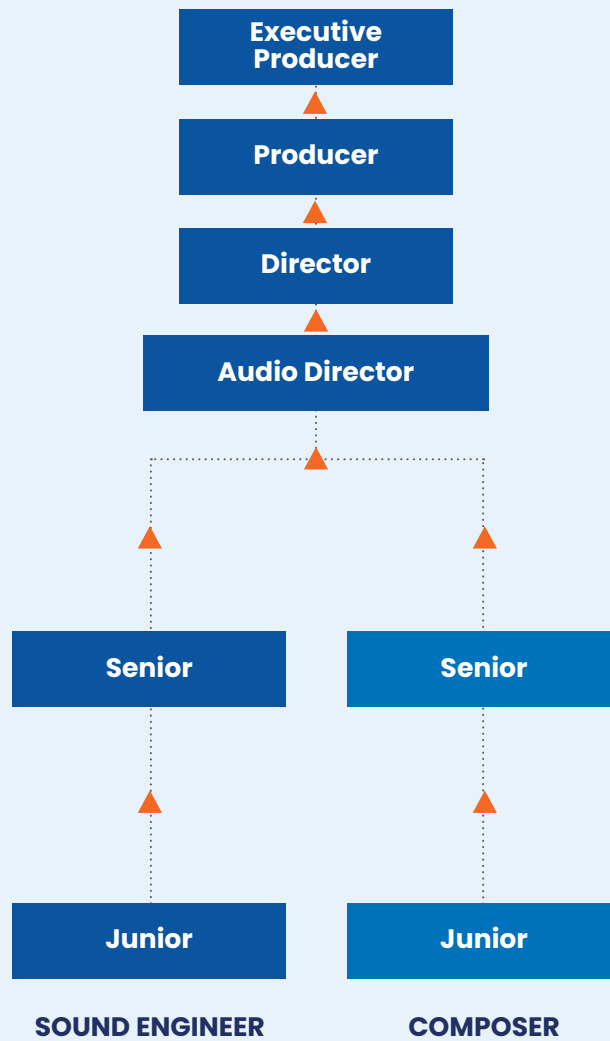 Executive
Producer
Producer
Director
Audio Director
Senior
Senior
Junior
Junior
SOUND ENGINEER
COMPOSER